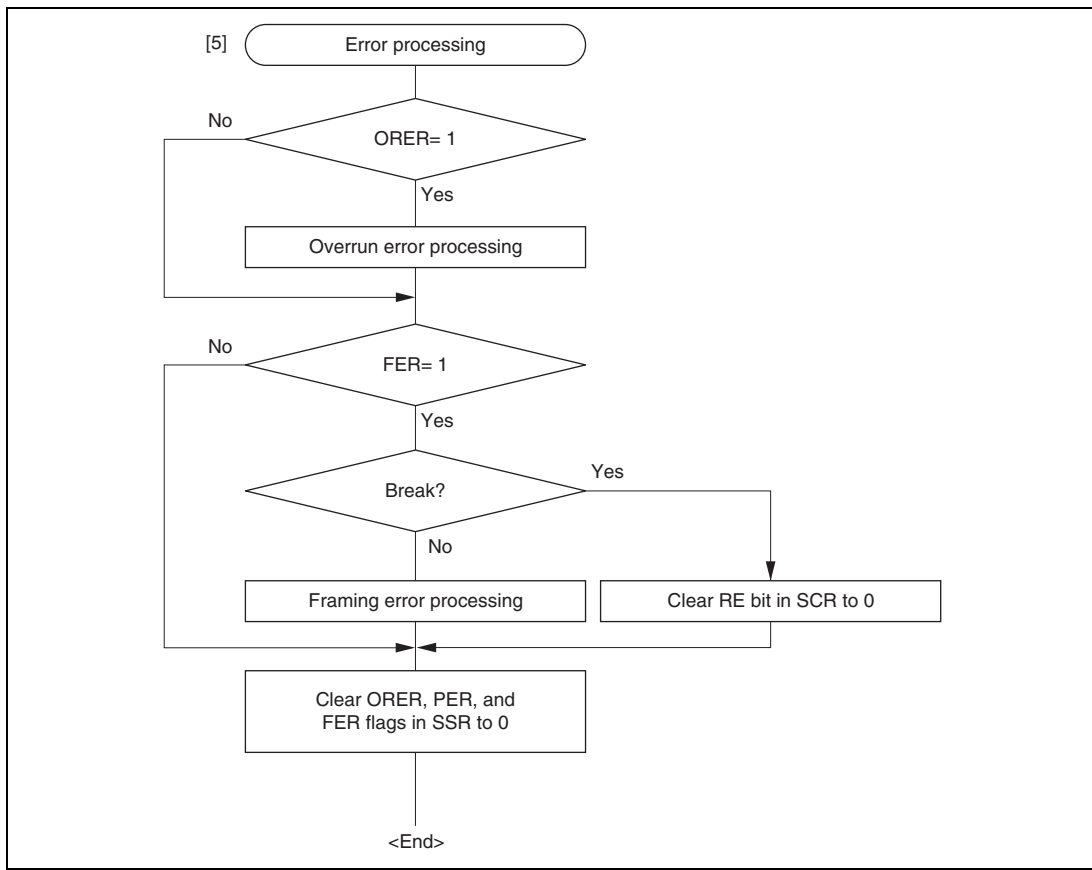 [5] Error processing
No
ORER= 1
Yes
Overrun error processing
No
FER= 1
Yes
Yes
Break?
No
Framing error processing
Clear RE bit in SCR to 0
Clear ORER, PER, and
FER flags in SSR to 0
<End>